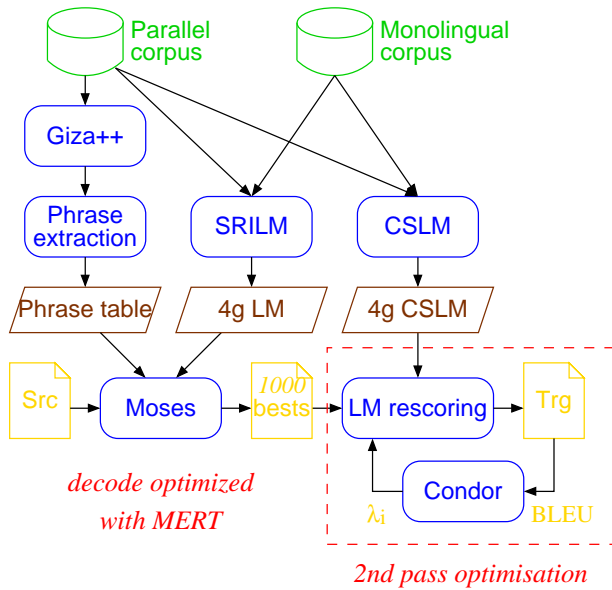 Parallel
corpus
Monolingual
corpus
Giza++
Phrase
extraction
SRILM
CSLM
Phrase table
4g LM
4g CSLM
Src
Moses
1000
bests
LM rescoring
Trg
Condor
λi
BLEU
decode optimized
with MERT
2nd pass optimisation